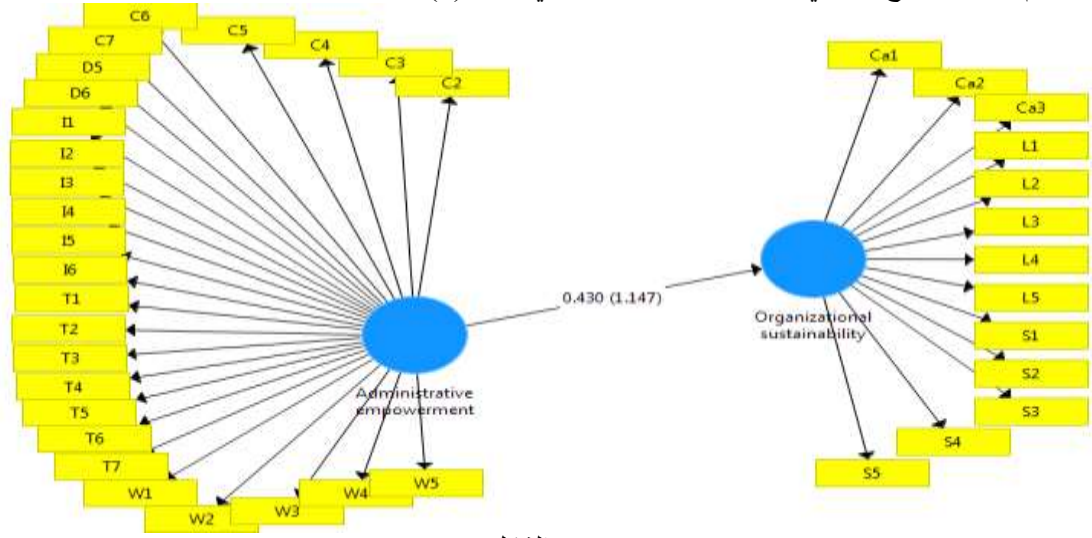 C6
C5
C4
C3
C2
C7
D5
D6
I1
I2
I3
I4
I5
I6
T1
T2
T3
T4
T5
T6
T7
W1
W2
W3
W4
W5
Administrative
empowerment
0.430 (1.147)
Organizational
sustainability
Ca1
Ca2
Ca3
L1
L2
L3
L4
L5
S1
S2
S3
S4
S5